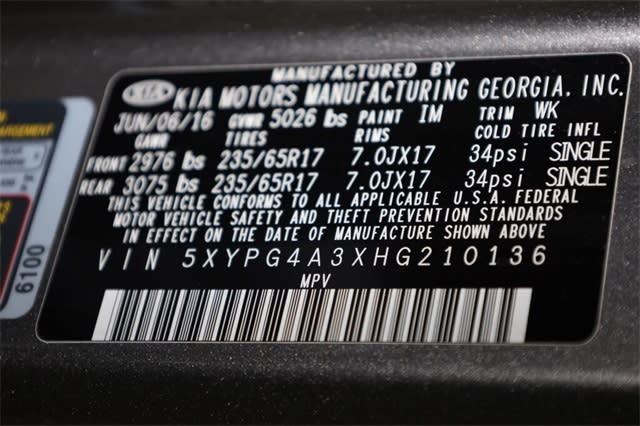 MANUFACTURED BY
KIA KIA MOTORS MANUFACTURING GEORGIA, INC.
JUN/06/16 GVWR 5026 lbs PAINT IM TRIM WK
GAWR TIRES RIMS COLD TIRE INFL
FRONT 2976 lbs 235/65R17 7.0JX17 34psi SINGLE
REAR 3075 lbs 235/65R17 7.0JX17 34psi SINGLE
THIS VEHICLE CONFORMS TO ALL APPLICABLE U.S.A. FEDERAL
MOTOR VEHICLE SAFETY AND THEFT PREVENTION STANDARDS
IN EFFECT ON THE DATE OF MANUFACTURE SHOWN ABOVE
VIN 5XYPG4A3XHG210136
MPV
6100